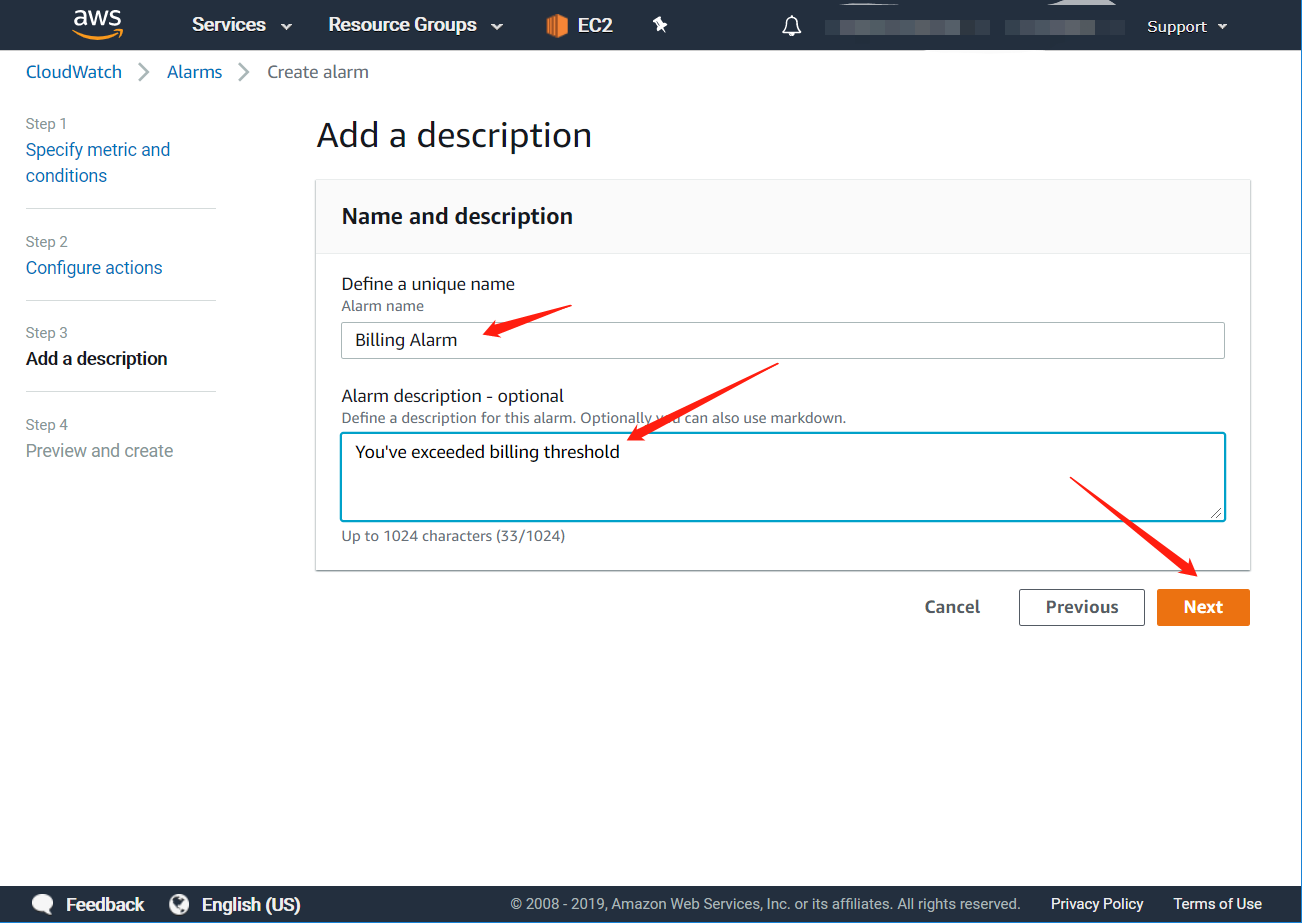 aws Services Resource Groups EC2 Support
CloudWatch Alarms Create alarm
Step 1
Specify metric and
conditions
Step 2
Configure actions
Step 3
Add a description
Step 4
Preview and create
Add a description
Name and description
Define a unique name
Alarm name
Billing Alarm
Alarm description - optional
Define a description for this alarm. Optionally you can also use markdown.
You've exceeded billing threshold
Up to 1024 characters (33/1024)
Cancel Previous Next
Feedback English (US) © 2008 - 2019, Amazon Web Services, Inc. or its affiliates. All rights reserved. Privacy Policy Terms of Use